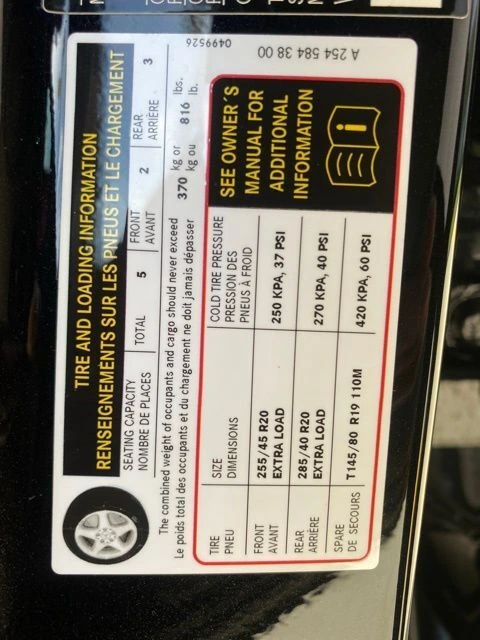 TIRE AND LOADING INFORMATION
RENSEIGNEMENTS SUR LES PNEUS ET LE CHARGEMENT
SEATING CAPACITY
NOMBRE DE PLACES
TOTAL 5
FRONT
AVANT
2
REAR
ARRIÈRE
3
The combined weight of occupants and cargo should never exceed
Le poids total des occupants et du chargement ne doit jamais dépasser
370 kg or
kg ou
816 lbs.
lb.
TIRE
PNEU
SIZE
DIMENSIONS
COLD TIRE PRESSURE
PRESSION DES
PNEUS À FROID
FRONT
AVANT
255/45 R20
EXTRA LOAD
250 KPA, 37 PSI
REAR
ARRIÈRE
285/40 R20
EXTRA LOAD
270 KPA, 40 PSI
SPARE
DE SECOURS
T145/80 R19 110M
420 KPA, 60 PSI
SEE OWNER'S
MANUAL FOR
ADDITIONAL
INFORMATION
0499526
A 254 584 38 00